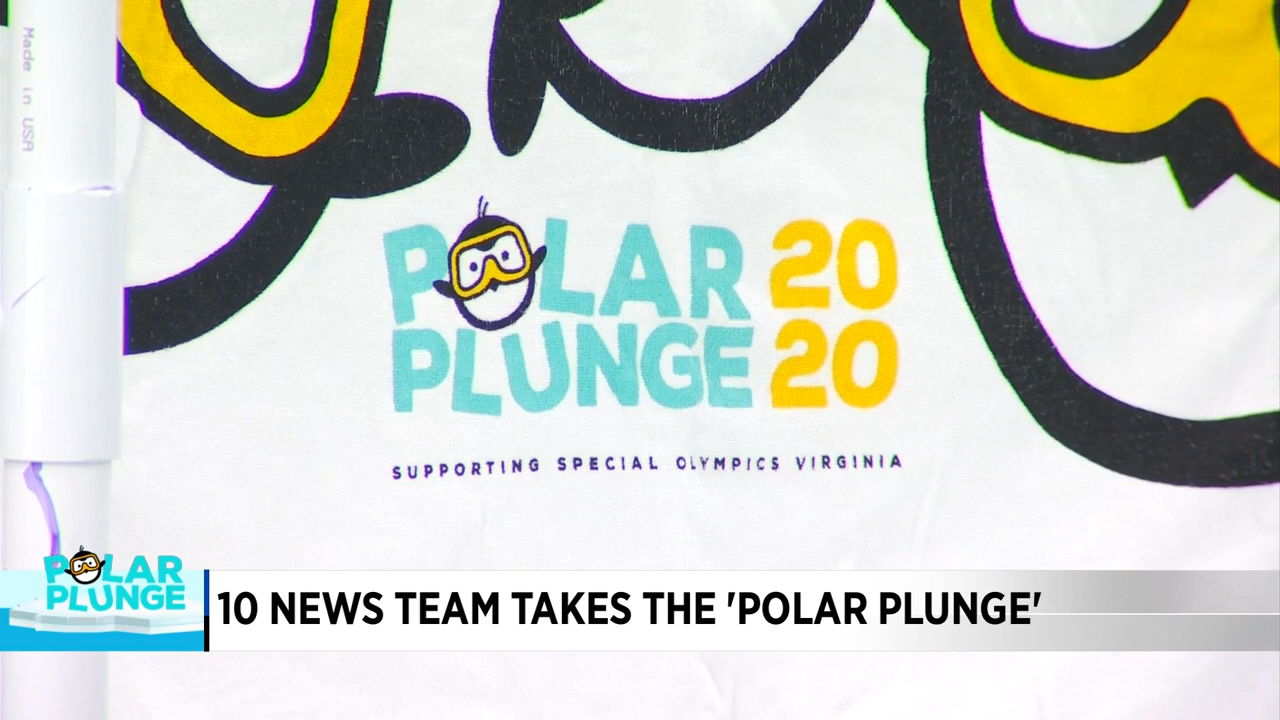 Made in USA
POLAR 20
PLUNGE 20
SUPPORTING SPECIAL OLYMPICS VIRGINIA
POLAR
PLUNGE
10 NEWS TEAM TAKES THE 'POLAR PLUNGE'